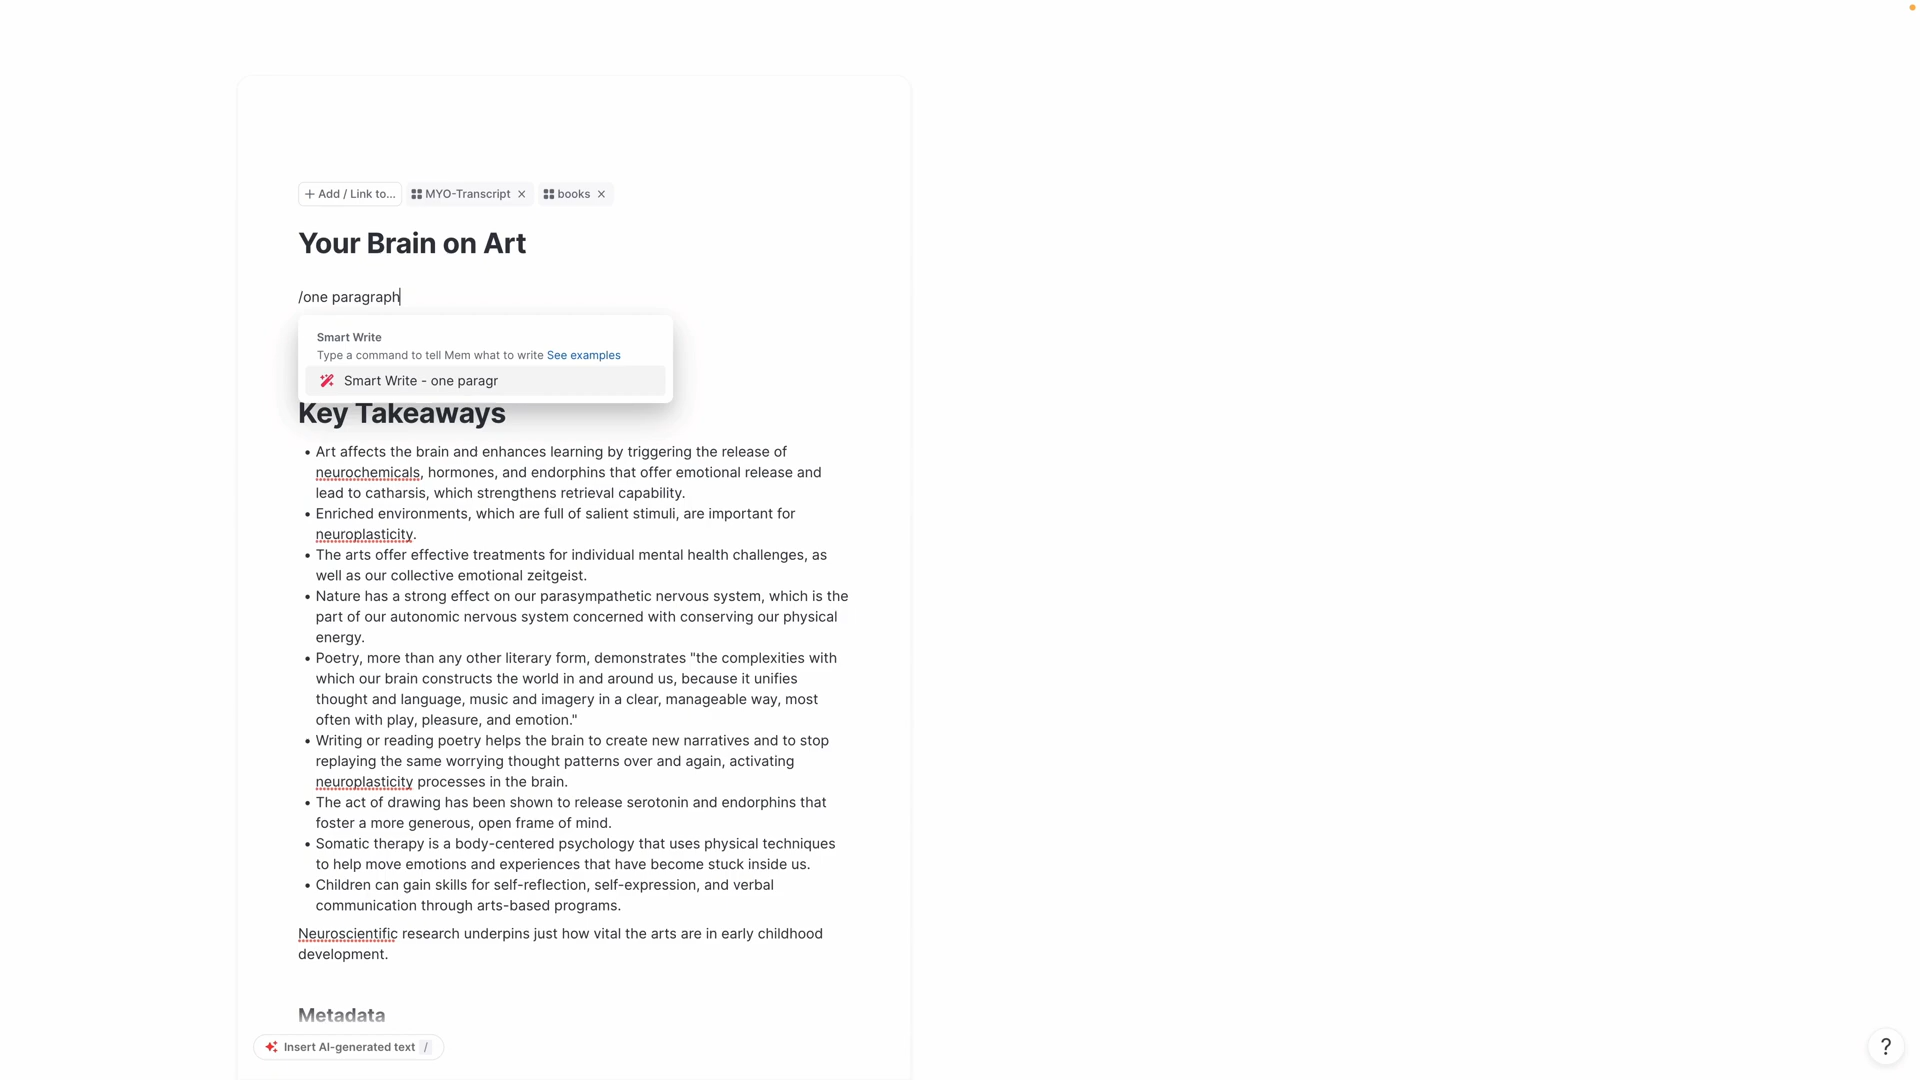 Add / Link to...
MYO-Transcript
books
Your Brain on Art
/one paragraph
Smart Write
Type a command to tell Mem what to write See examples
Smart Write - one paragr
Key Takeaways
• Art affects the brain and enhances learning by triggering the release of
neurochemicals, hormones, and endorphins that offer emotional release and
lead to catharsis, which strengthens retrieval capability.
• Enriched environments, which are full of salient stimuli, are important for
neuroplasticity.
• The arts offer effective treatments for individual mental health challenges, as
well as our collective emotional zeitgeist.
• Nature has a strong effect on our parasympathetic nervous system, which is the
part of our autonomic nervous system concerned with conserving our physical
energy.
• Poetry, more than any other literary form, demonstrates "the complexities with
which our brain constructs the world in and around us, because it unifies
thought and language, music and imagery in a clear, manageable way, most
often with play, pleasure, and emotion."
• Writing or reading poetry helps the brain to create new narratives and to stop
replaying the same worrying thought patterns over and again, activating
neuroplasticity processes in the brain.
• The act of drawing has been shown to release serotonin and endorphins that
foster a more generous, open frame of mind.
• Somatic therapy is a body-centered psychology that uses physical techniques
to help move emotions and experiences that have become stuck inside us.
• Children can gain skills for self-reflection, self-expression, and verbal
communication through arts-based programs.
Neuroscientific research underpins just how vital the arts are in early childhood
development.
Metadata
Insert AI-generated text /
?